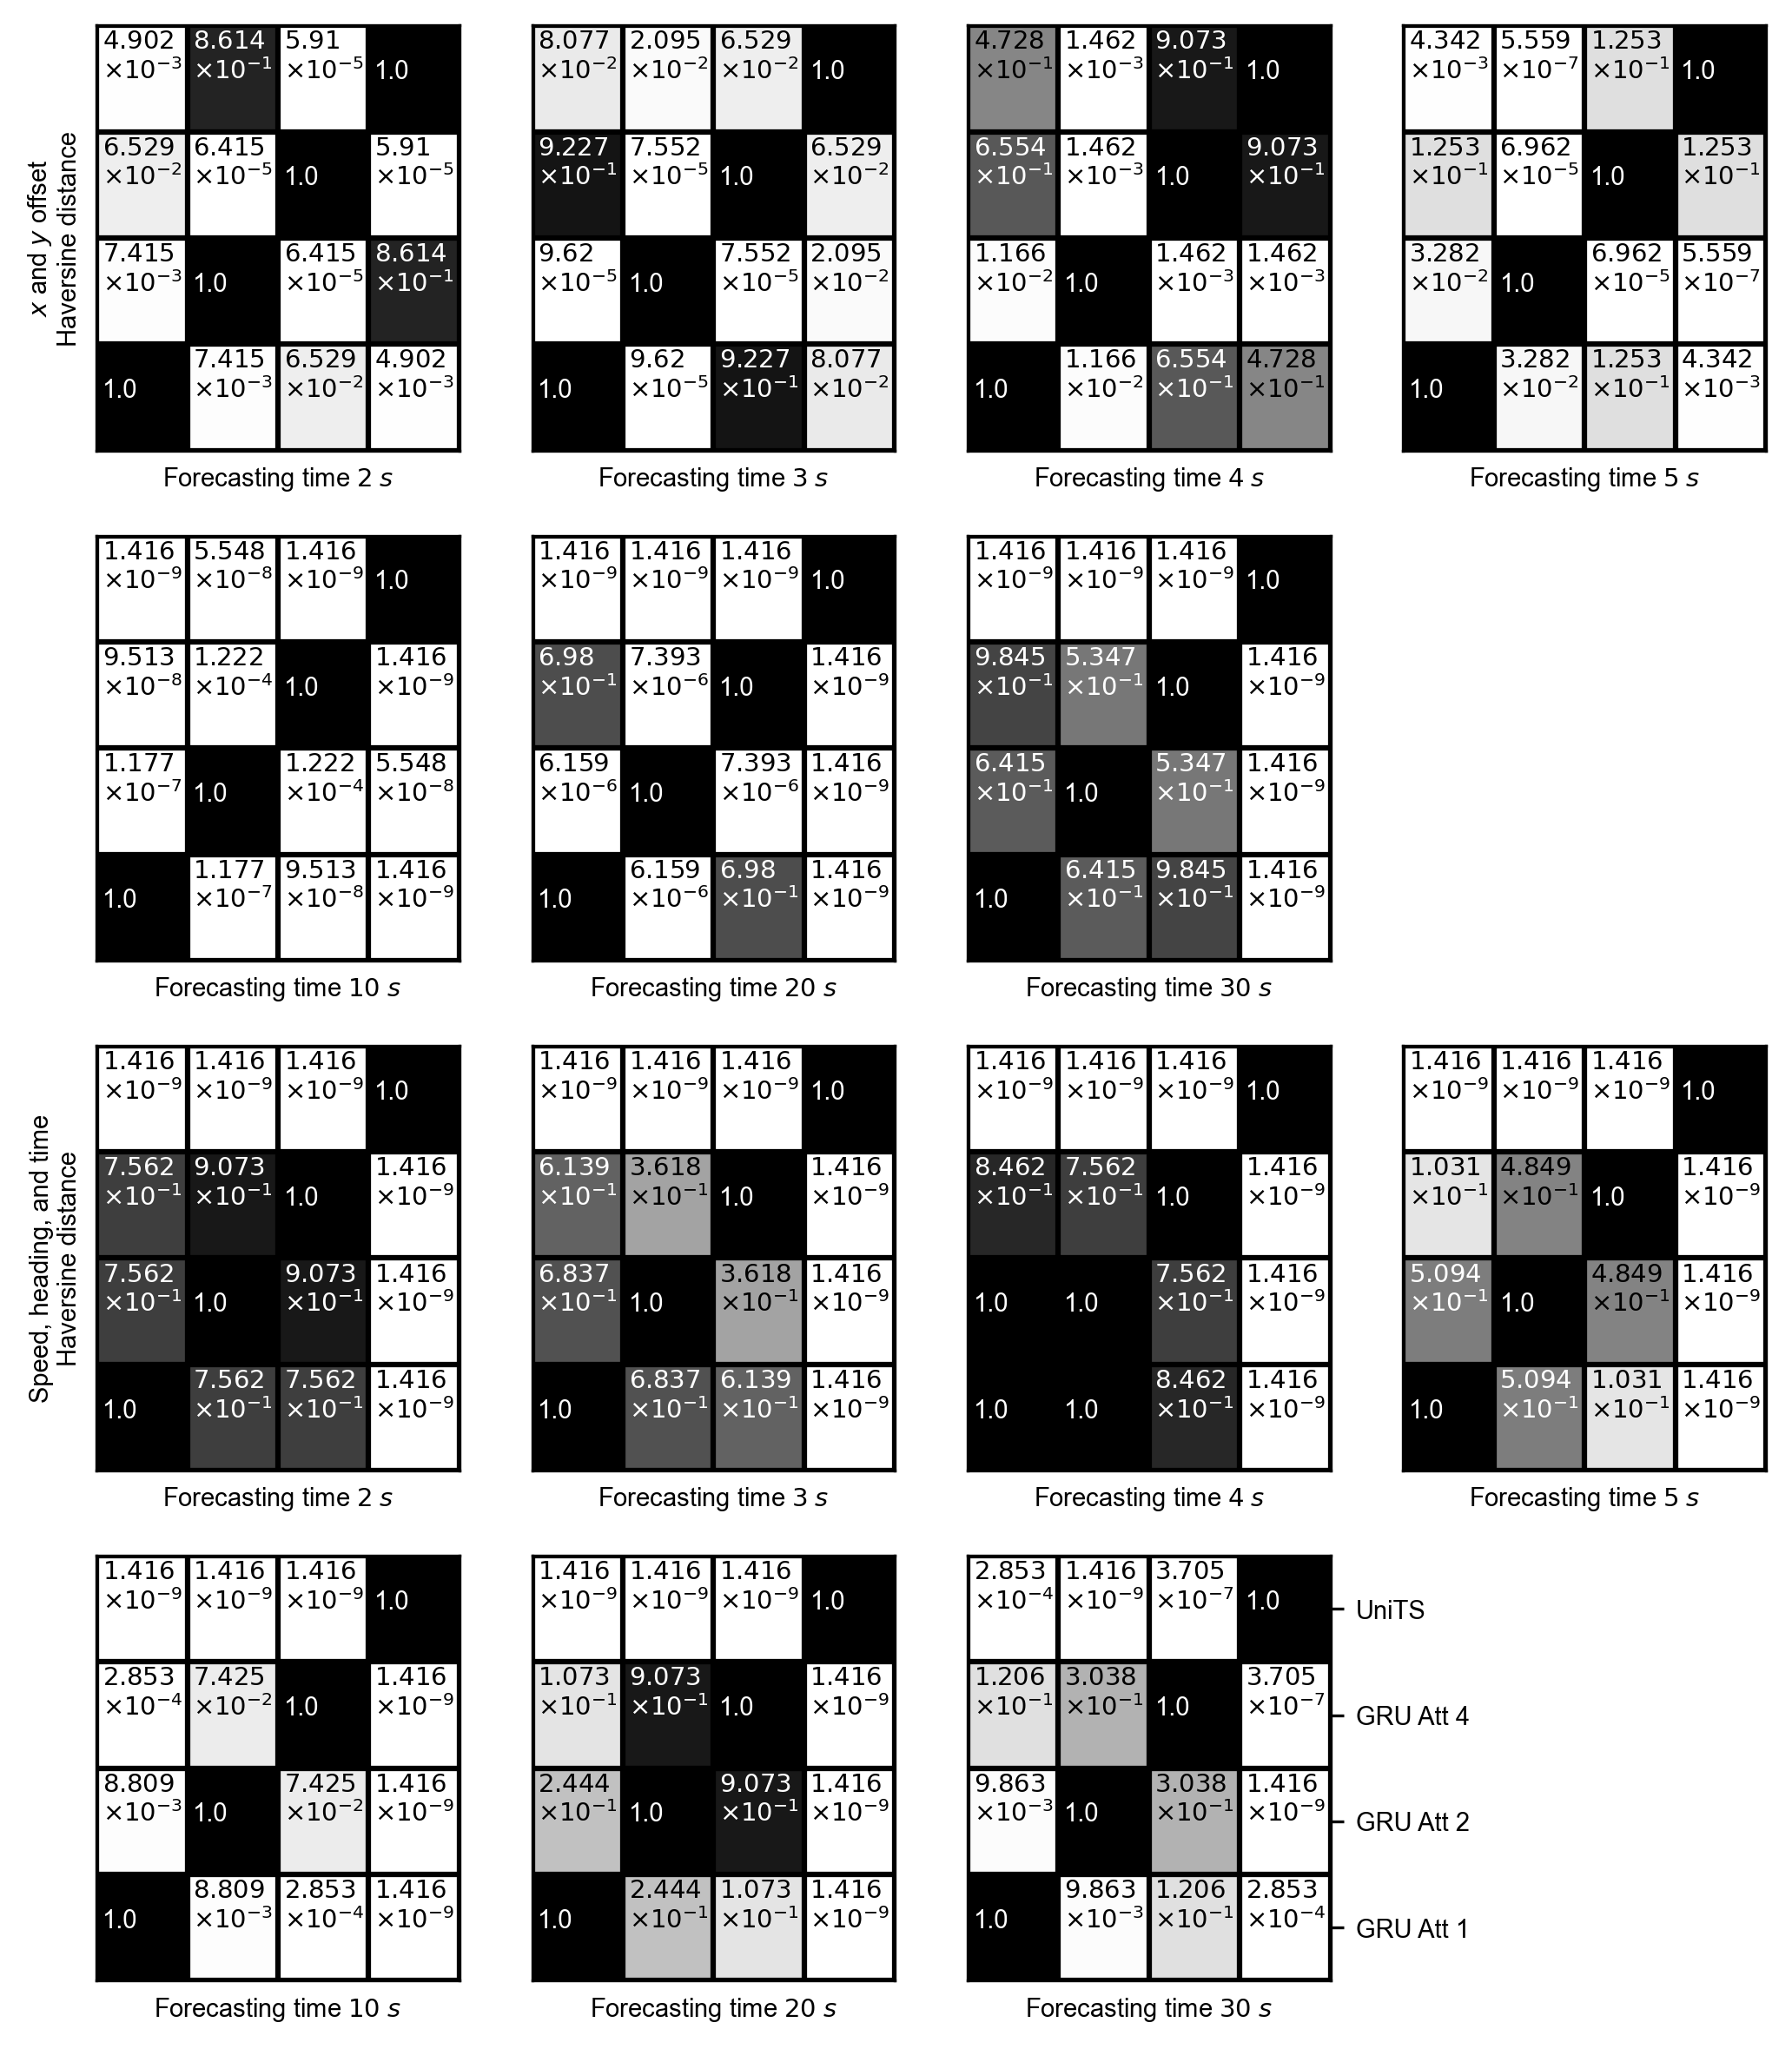 4.902 8.614 5.91
×10⁻³ ×10⁻¹ ×10⁻⁵ 1.0
6.529 6.415 5.91
×10⁻² ×10⁻⁵ 1.0 ×10⁻⁵
7.415 6.415 8.614
×10⁻³ 1.0 ×10⁻⁵ ×10⁻¹
7.415 6.529 4.902
1.0 ×10⁻³ ×10⁻² ×10⁻³
x and y offset
Haversine distance
Forecasting time 2 s
8.077 2.095 6.529
×10⁻² ×10⁻² ×10⁻² 1.0
9.227 7.552 6.529
×10⁻¹ ×10⁻⁵ 1.0 ×10⁻²
9.62 7.552 2.095
×10⁻⁵ 1.0 ×10⁻⁵ ×10⁻²
9.62 9.227 8.077
1.0 ×10⁻⁵ ×10⁻¹ ×10⁻²
Forecasting time 3 s
4.728 1.462 9.073
×10⁻¹ ×10⁻³ ×10⁻¹ 1.0
6.554 1.462 9.073
×10⁻¹ ×10⁻³ 1.0 ×10⁻¹
1.166 1.462 1.462
×10⁻² 1.0 ×10⁻³ ×10⁻³
1.166 6.554 4.728
1.0 ×10⁻² ×10⁻¹ ×10⁻¹
Forecasting time 4 s
4.342 5.559 1.253
×10⁻³ ×10⁻⁷ ×10⁻¹ 1.0
1.253 6.962 1.253
×10⁻¹ ×10⁻⁵ 1.0 ×10⁻¹
3.282 6.962 5.559
×10⁻² 1.0 ×10⁻⁵ ×10⁻⁷
3.282 1.253 4.342
1.0 ×10⁻² ×10⁻¹ ×10⁻³
Forecasting time 5 s
1.416 5.548 1.416
×10⁻⁹ ×10⁻⁸ ×10⁻⁹ 1.0
9.513 1.222 1.416
×10⁻⁸ ×10⁻⁴ 1.0 ×10⁻⁹
1.177 1.222 5.548
×10⁻⁷ 1.0 ×10⁻⁴ ×10⁻⁸
1.177 9.513 1.416
1.0 ×10⁻⁷ ×10⁻⁸ ×10⁻⁹
Forecasting time 10 s
1.416 1.416 1.416
×10⁻⁹ ×10⁻⁹ ×10⁻⁹ 1.0
6.98 7.393 1.416
×10⁻¹ ×10⁻⁶ 1.0 ×10⁻⁹
6.159 7.393 1.416
×10⁻⁶ 1.0 ×10⁻⁶ ×10⁻⁹
6.159 6.98 1.416
1.0 ×10⁻⁶ ×10⁻¹ ×10⁻⁹
Forecasting time 20 s
1.416 1.416 1.416
×10⁻⁹ ×10⁻⁹ ×10⁻⁹ 1.0
9.845 5.347 1.416
×10⁻¹ ×10⁻¹ 1.0 ×10⁻⁹
6.415 5.347 1.416
×10⁻¹ 1.0 ×10⁻¹ ×10⁻⁹
6.415 9.845 1.416
1.0 ×10⁻¹ ×10⁻¹ ×10⁻⁹
Forecasting time 30 s
1.416 1.416 1.416
×10⁻⁹ ×10⁻⁹ ×10⁻⁹ 1.0
7.562 9.073 1.416
×10⁻¹ ×10⁻¹ 1.0 ×10⁻⁹
7.562 9.073 1.416
×10⁻¹ 1.0 ×10⁻¹ ×10⁻⁹
7.562 7.562 1.416
1.0 ×10⁻¹ ×10⁻¹ ×10⁻⁹
Speed, heading, and time
Haversine distance
Forecasting time 2 s
1.416 1.416 1.416
×10⁻⁹ ×10⁻⁹ ×10⁻⁹ 1.0
6.139 3.618 1.416
×10⁻¹ ×10⁻¹ 1.0 ×10⁻⁹
6.837 3.618 1.416
×10⁻¹ 1.0 ×10⁻¹ ×10⁻⁹
6.837 6.139 1.416
1.0 ×10⁻¹ ×10⁻¹ ×10⁻⁹
Forecasting time 3 s
1.416 1.416 1.416
×10⁻⁹ ×10⁻⁹ ×10⁻⁹ 1.0
8.462 7.562 1.416
×10⁻¹ ×10⁻¹ 1.0 ×10⁻⁹
7.562 1.416
1.0 1.0 ×10⁻¹ ×10⁻⁹
8.462 1.416
1.0 1.0 ×10⁻¹ ×10⁻⁹
Forecasting time 4 s
1.416 1.416 1.416
×10⁻⁹ ×10⁻⁹ ×10⁻⁹ 1.0
1.031 4.849 1.416
×10⁻¹ ×10⁻¹ 1.0 ×10⁻⁹
5.094 4.849 1.416
×10⁻¹ 1.0 ×10⁻¹ ×10⁻⁹
5.094 1.031 1.416
1.0 ×10⁻¹ ×10⁻¹ ×10⁻⁹
Forecasting time 5 s
1.416 1.416 1.416
×10⁻⁹ ×10⁻⁹ ×10⁻⁹ 1.0
2.853 7.425 1.416
×10⁻⁴ ×10⁻² 1.0 ×10⁻⁹
8.809 7.425 1.416
×10⁻³ 1.0 ×10⁻² ×10⁻⁹
8.809 2.853 1.416
1.0 ×10⁻³ ×10⁻⁴ ×10⁻⁹
Forecasting time 10 s
1.416 1.416 1.416
×10⁻⁹ ×10⁻⁹ ×10⁻⁹ 1.0
1.073 9.073 1.416
×10⁻¹ ×10⁻¹ 1.0 ×10⁻⁹
2.444 9.073 1.416
×10⁻¹ 1.0 ×10⁻¹ ×10⁻⁹
2.444 1.073 1.416
1.0 ×10⁻¹ ×10⁻¹ ×10⁻⁹
Forecasting time 20 s
2.853 1.416 3.705
×10⁻⁴ ×10⁻⁹ ×10⁻⁷ 1.0
1.206 3.038 3.705
×10⁻¹ ×10⁻¹ 1.0 ×10⁻⁷
9.863 3.038 1.416
×10⁻³ 1.0 ×10⁻¹ ×10⁻⁹
9.863 1.206 2.853
1.0 ×10⁻³ ×10⁻¹ ×10⁻⁴
UniTS
GRU Att 4
GRU Att 2
GRU Att 1
Forecasting time 30 s